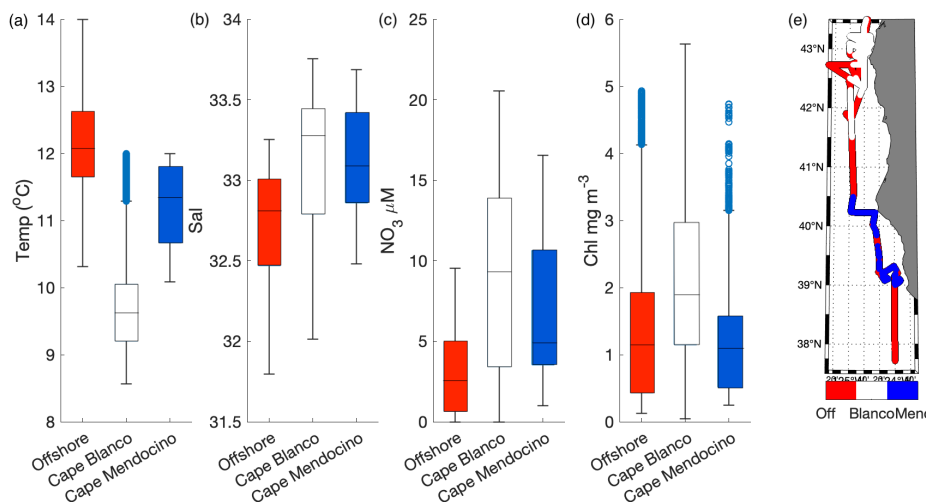 (a)
Temp (°C)
14
13
12
11
10
9
8
Offshore
Cape Blanco
Cape Mendocino
(b)
Sal
34
33.5
33
32.5
32
31.5
Offshore
Cape Blanco
Cape Mendocino
(c)
NO3 μM
25
20
15
10
5
0
Offshore
Cape Blanco
Cape Mendocino
(d)
Chl mg m-3
6
5
4
3
2
1
0
Offshore
Cape Blanco
Cape Mendocino
(e)
43°N
42°N
41°N
40°N
39°N
38°N
Off
Blanco
Mend